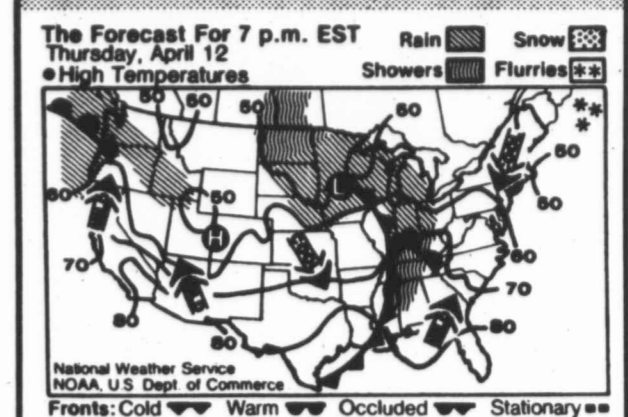 The Forecast For 7 p.m. EST
Thursday, April 12
● High Temperatures
Rain Snow
Showers Flurries
60 60 50 60
50
60 50
60
H L
60
70 70
80 80 80
National Weather Service
NOAA, U.S. Dept. of Commerce
Fronts: Cold Warm Occluded Stationary